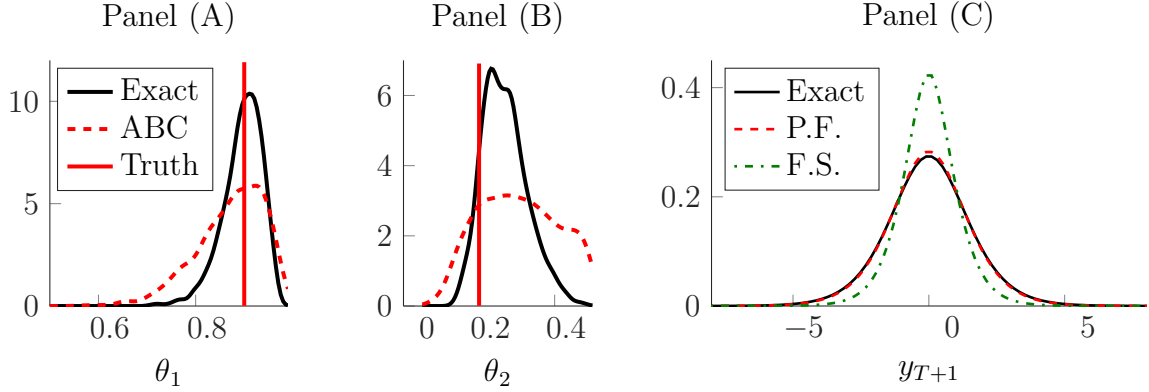 Panel (A)
Panel (B)
Panel (C)
10
5
0
Exact
ABC
Truth
0.6
0.8
θ₁
6
4
2
0
0
0.2
0.4
θ₂
0.4
0.2
0
Exact
P.F.
F.S.
−5
0
5
y_{T+1}